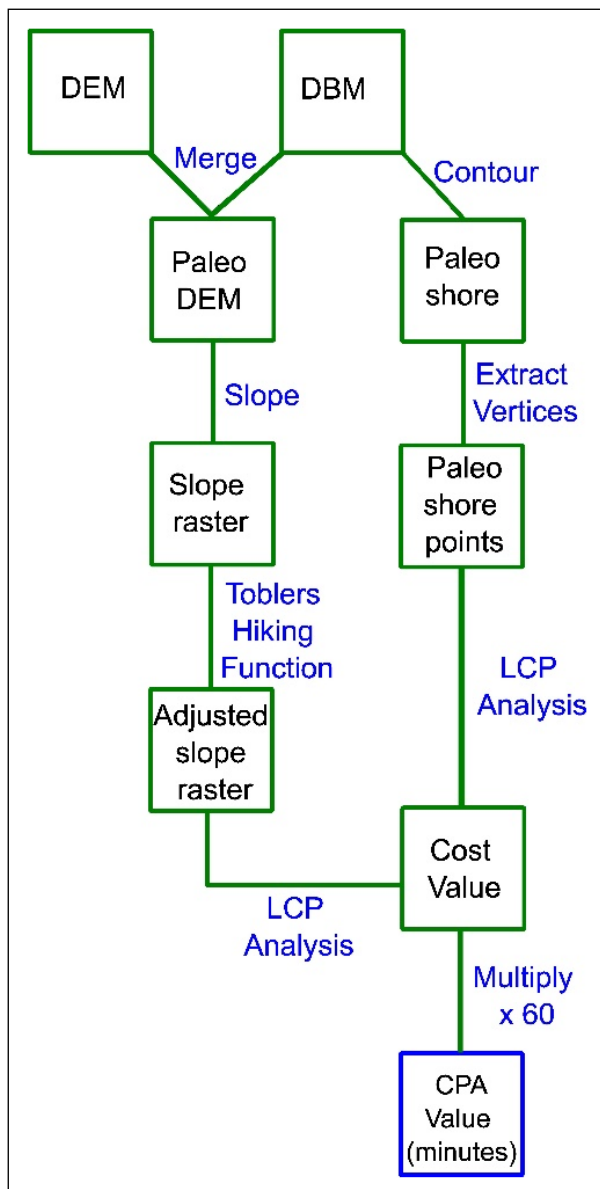 DEM
DBM
Merge
Contour
Paleo
DEM
Paleo
shore
Slope
Extract
Vertices
Slope
raster
Paleo
shore
points
Toblers
Hiking
Function
LCP
Analysis
Adjusted
slope
raster
Cost
Value
LCP
Analysis
Multiply
x 60
CPA
Value
(minutes)